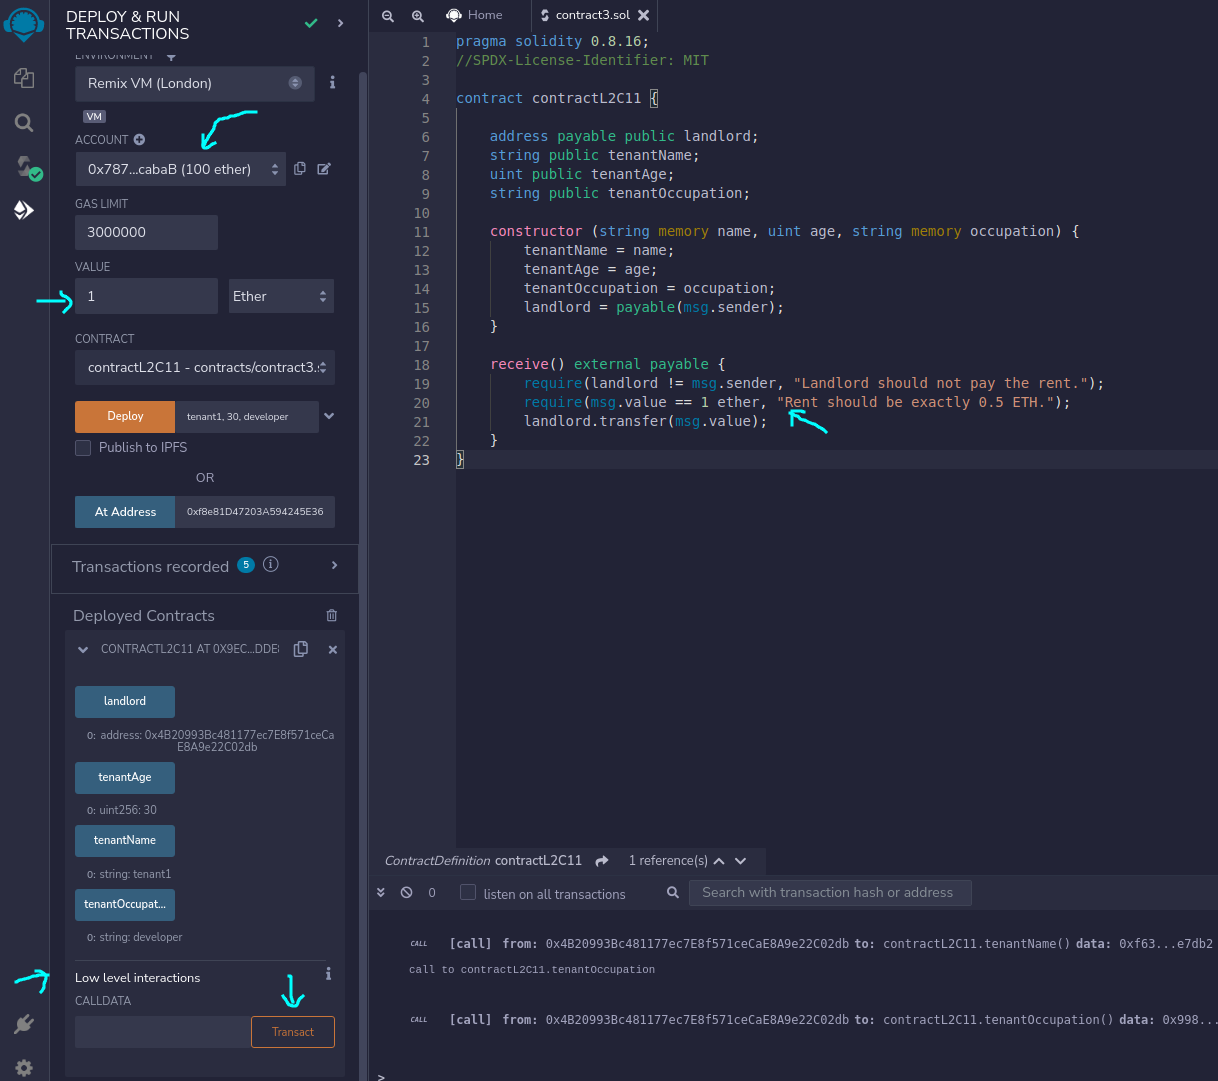 DEPLOY & RUN
TRANSACTIONS
ENVIRONMENT
Remix VM (London)
VM
ACCOUNT
0x787...cabaB (100 ether)
GAS LIMIT
3000000
VALUE
1
Ether
CONTRACT
contractL2C11 - contracts/contract3.s
Deploy
tenant1, 30, developer
Publish to IPFS
OR
At Address
0xf8e81D47203A594245E36
Transactions recorded 5
Deployed Contracts
CONTRACTL2C11 AT 0X9EC...DDE8
landlord
0: address: 0x4B20993Bc481177ec7E8f571ceCa
E8A9e22C02db
tenantAge
0: uint256: 30
tenantName
0: string: tenant1
tenantOccupat...
0: string: developer
Low level interactions
CALLDATA
Transact
Home
contract3.sol
1 pragma solidity 0.8.16;
2 //SPDX-License-Identifier: MIT
3
4 contract contractL2C11 {
5
6 address payable public landlord;
7 string public tenantName;
8 uint public tenantAge;
9 string public tenantOccupation;
10
11 constructor (string memory name, uint age, string memory occupation) {
12 tenantName = name;
13 tenantAge = age;
14 tenantOccupation = occupation;
15 landlord = payable(msg.sender);
16 }
17
18 receive() external payable {
19 require(landlord != msg.sender, "Landlord should not pay the rent.");
20 require(msg.value == 1 ether, "Rent should be exactly 0.5 ETH.");
21 landlord.transfer(msg.value);
22 }
23 }
ContractDefinition contractL2C11 1 reference(s)
0 listen on all transactions Search with transaction hash or address
CALL [call] from: 0x4B20993Bc481177ec7E8f571ceCaE8A9e22C02db to: contractL2C11.tenantName() data: 0xf63...e7db2
call to contractL2C11.tenantOccupation
CALL [call] from: 0x4B20993Bc481177ec7E8f571ceCaE8A9e22C02db to: contractL2C11.tenantOccupation() data: 0x998...
>